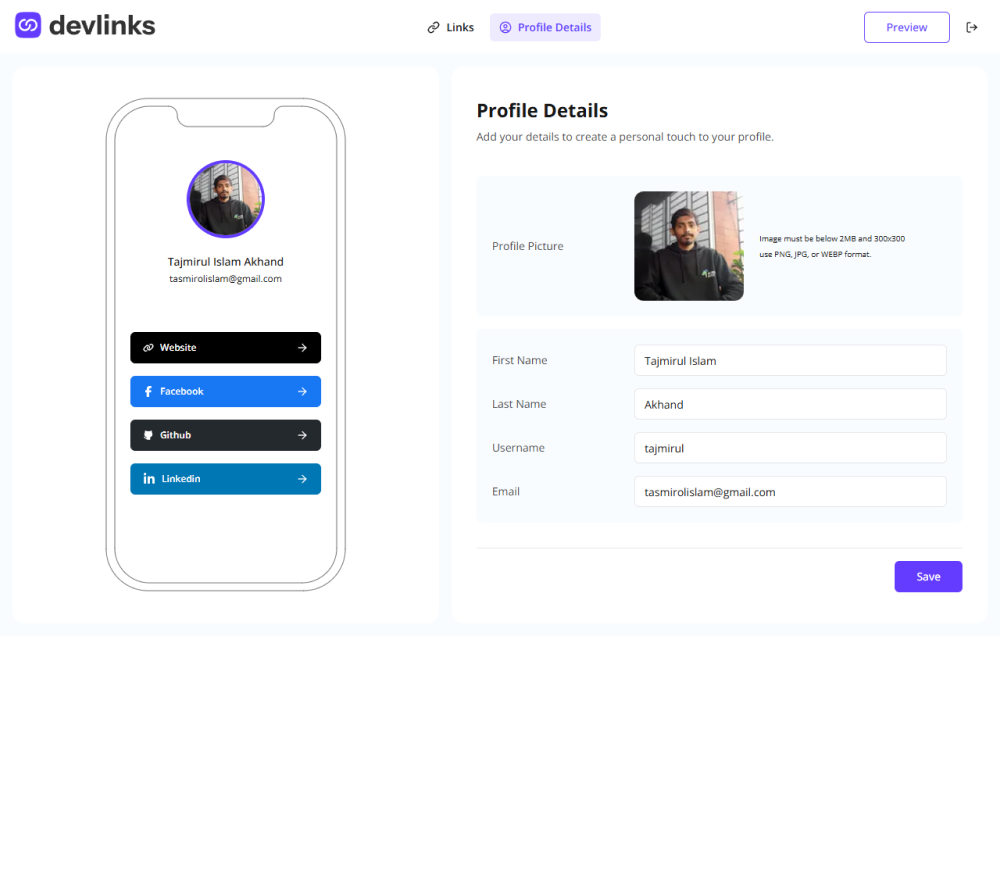 devlinks
Links
Profile Details
Preview
Tajmirul Islam Akhand
tasmirolislam@gmail.com
Website
Facebook
Github
Linkedin
Profile Details
Add your details to create a personal touch to your profile.
Profile Picture
Image must be below 2MB and 300x300
use PNG, JPG, or WEBP format.
First Name
Tajmirul Islam
Last Name
Akhand
Username
tajmirul
Email
tasmirolislam@gmail.com
Save